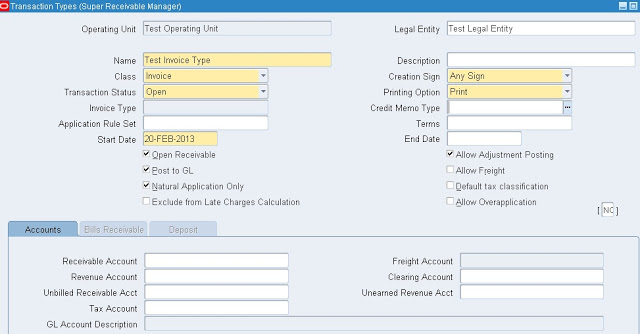 Transaction Types (Super Receivable Manager)
Operating Unit Test Operating Unit Legal Entity Test Legal Entity
Name Test Invoice Type Description
Class Invoice Creation Sign Any Sign
Transaction Status Open Printing Option Print
Invoice Type Credit Memo Type
Application Rule Set Terms
Start Date 20-FEB-2013 End Date
Open Receivable Allow Adjustment Posting
Post to GL Allow Freight
Natural Application Only Default tax classification
Exclude from Late Charges Calculation Allow Overapplication
[ NC ]
Accounts Bills Receivable Deposit
Receivable Account Freight Account
Revenue Account Clearing Account
Unbilled Receivable Acct Unearned Revenue Acct
Tax Account
GL Account Description